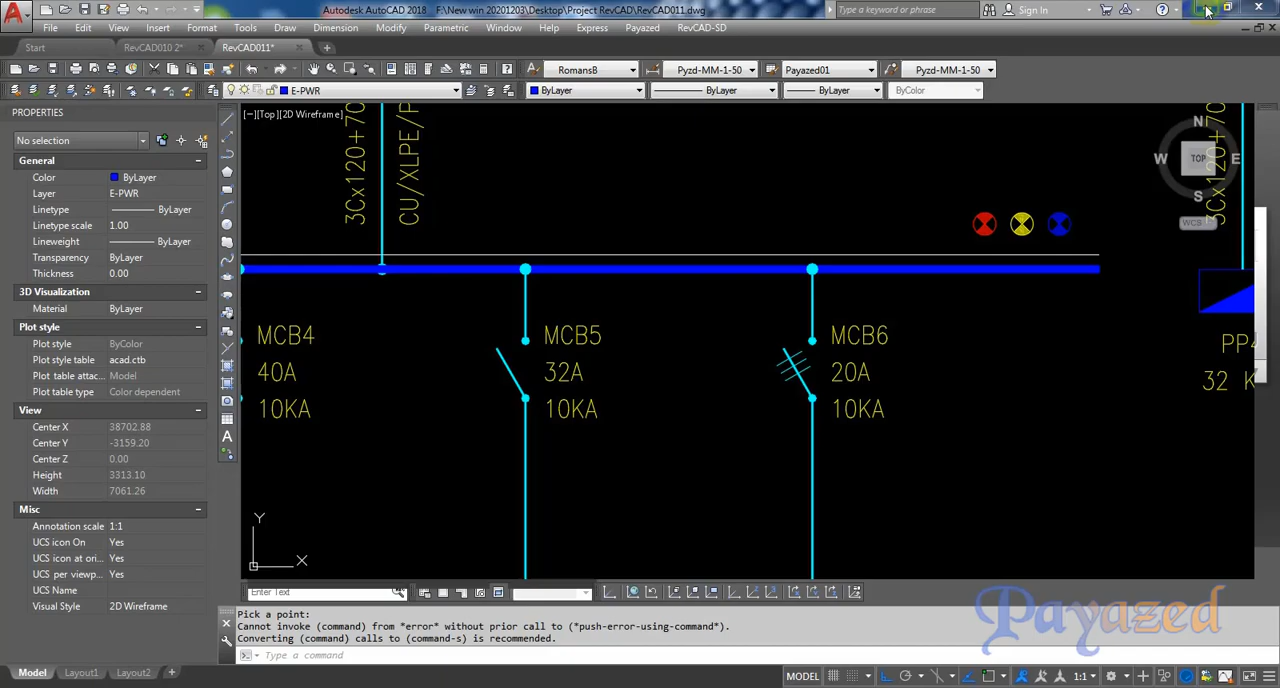 Autodesk AutoCAD 2018 F:\New win 20201203\Desktop\Project RevCAD\RevCAD011.dwg
Type a keyword or phrase
Sign In
File Edit View Insert Format Tools Draw Dimension Modify Parametric Window Help Express Payazed RevCAD-SD
Start RevCAD010 2* RevCAD011*
RomansB Pyzd-MM-1-50 Payazed01 Pyzd-MM-1-50
E-PWR ByLayer ByLayer ByLayer ByColor
PROPERTIES
No selection
General
Color ByLayer
Layer E-PWR
Linetype ByLayer
Linetype scale 1.00
Lineweight ByLayer
Transparency ByLayer
Thickness 0.00
3D Visualization
Material ByLayer
Plot style
Plot style ByColor
Plot style table acad.ctb
Plot table attac... Model
Plot table type Color dependent
View
Center X 38702.88
Center Y -3159.20
Center Z 0.00
Height 3313.10
Width 7061.26
Misc
Annotation scale 1:1
UCS icon On Yes
UCS icon at ori... Yes
UCS per viewp... Yes
UCS Name
Visual Style 2D Wireframe
[−][Top][2D Wireframe]
3Cx120+70
CU/XLPE/P
3Cx120+70
N
W TOP E
S
WCS
MCB4
40A
10KA
MCB5
32A
10KA
MCB6
20A
10KA
PP4
32 K
Y
X
Enter Text
Pick a point:
Cannot invoke (command) from *error* without prior call to (*push-error-using-command*).
Converting (command) calls to (command-s) is recommended.
Type a command
Payazed
Model Layout1 Layout2 +
MODEL 1:1